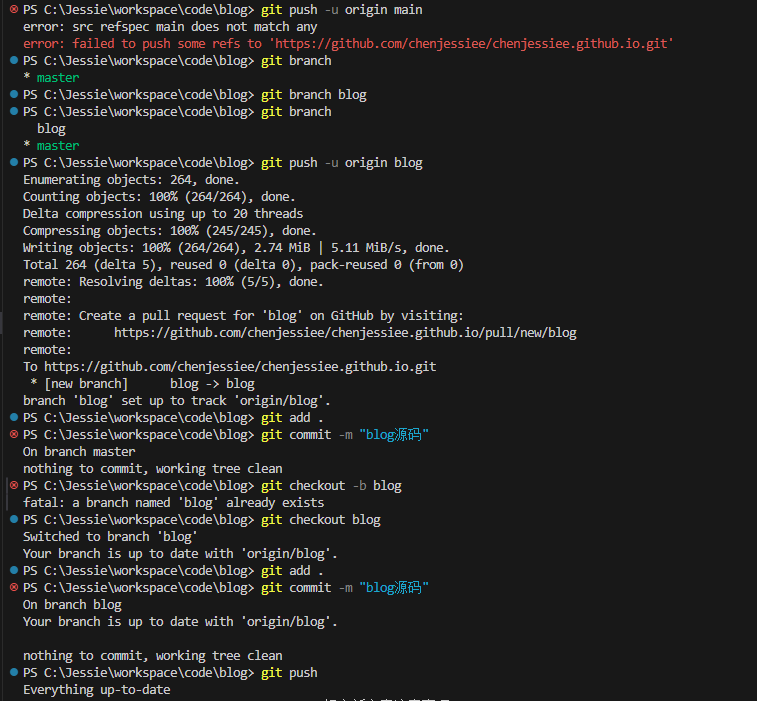 PS C:\Jessie\workspace\code\blog> git push -u origin main
error: src refspec main does not match any
error: failed to push some refs to 'https://github.com/chenjessiee/chenjessiee.github.io.git'
PS C:\Jessie\workspace\code\blog> git branch
* master
PS C:\Jessie\workspace\code\blog> git branch blog
PS C:\Jessie\workspace\code\blog> git branch
  blog
* master
PS C:\Jessie\workspace\code\blog> git push -u origin blog
Enumerating objects: 264, done.
Counting objects: 100% (264/264), done.
Delta compression using up to 20 threads
Compressing objects: 100% (245/245), done.
Writing objects: 100% (264/264), 2.74 MiB | 5.11 MiB/s, done.
Total 264 (delta 5), reused 0 (delta 0), pack-reused 0 (from 0)
remote: Resolving deltas: 100% (5/5), done.
remote:
remote: Create a pull request for 'blog' on GitHub by visiting:
remote:      https://github.com/chenjessiee/chenjessiee.github.io/pull/new/blog
remote:
To https://github.com/chenjessiee/chenjessiee.github.io.git
 * [new branch]      blog -> blog
branch 'blog' set up to track 'origin/blog'.
PS C:\Jessie\workspace\code\blog> git add .
PS C:\Jessie\workspace\code\blog> git commit -m "blog源码"
On branch master
nothing to commit, working tree clean
PS C:\Jessie\workspace\code\blog> git checkout -b blog
fatal: a branch named 'blog' already exists
PS C:\Jessie\workspace\code\blog> git checkout blog
Switched to branch 'blog'
Your branch is up to date with 'origin/blog'.
PS C:\Jessie\workspace\code\blog> git add .
PS C:\Jessie\workspace\code\blog> git commit -m "blog源码"
On branch blog
Your branch is up to date with 'origin/blog'.

nothing to commit, working tree clean
PS C:\Jessie\workspace\code\blog> git push
Everything up-to-date